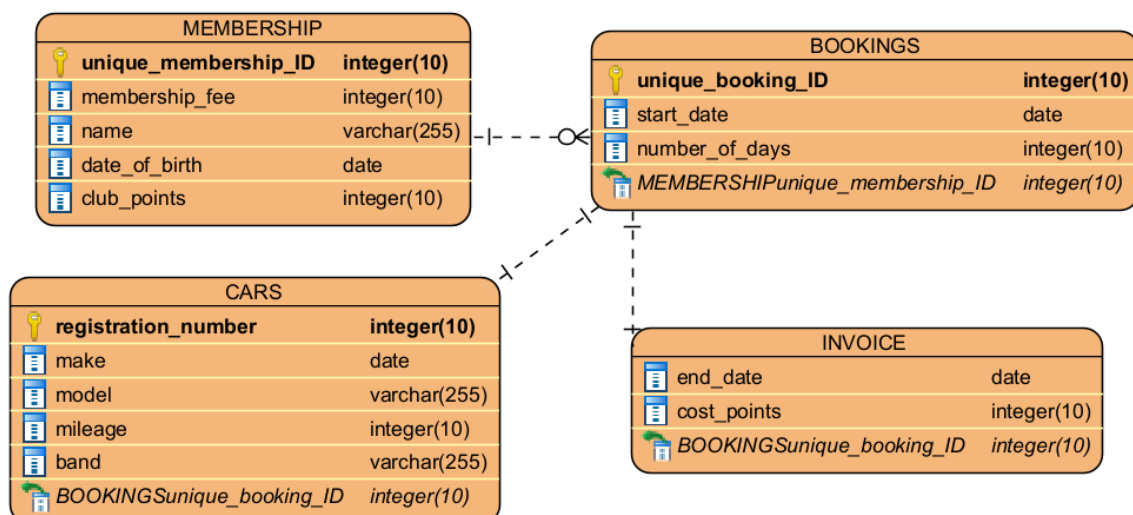 MEMBERSHIP
unique_membership_ID integer(10)
membership_fee integer(10)
name varchar(255)
date_of_birth date
club_points integer(10)
BOOKINGS
unique_booking_ID integer(10)
start_date date
number_of_days integer(10)
MEMBERSHIPunique_membership_ID integer(10)
CARS
registration_number integer(10)
make date
model varchar(255)
mileage integer(10)
band varchar(255)
BOOKINGSunique_booking_ID integer(10)
INVOICE
end_date date
cost_points integer(10)
BOOKINGSunique_booking_ID integer(10)